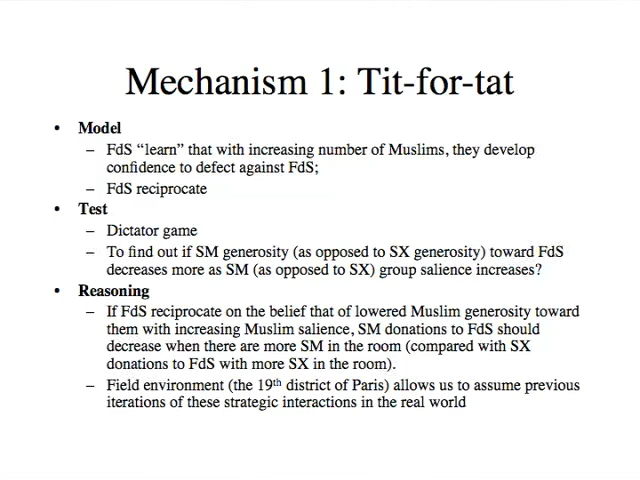 Mechanism 1: Tit-for-tat
• Model
– FdS “learn” that with increasing number of Muslims, they develop
confidence to defect against FdS;
– FdS reciprocate
• Test
– Dictator game
– To find out if SM generosity (as opposed to SX generosity) toward FdS
decreases more as SM (as opposed to SX) group salience increases?
• Reasoning
– If FdS reciprocate on the belief that of lowered Muslim generosity toward
them with increasing Muslim salience, SM donations to FdS should
decrease when there are more SM in the room (compared with SX
donations to FdS with more SX in the room).
– Field environment (the 19th district of Paris) allows us to assume previous
iterations of these strategic interactions in the real world